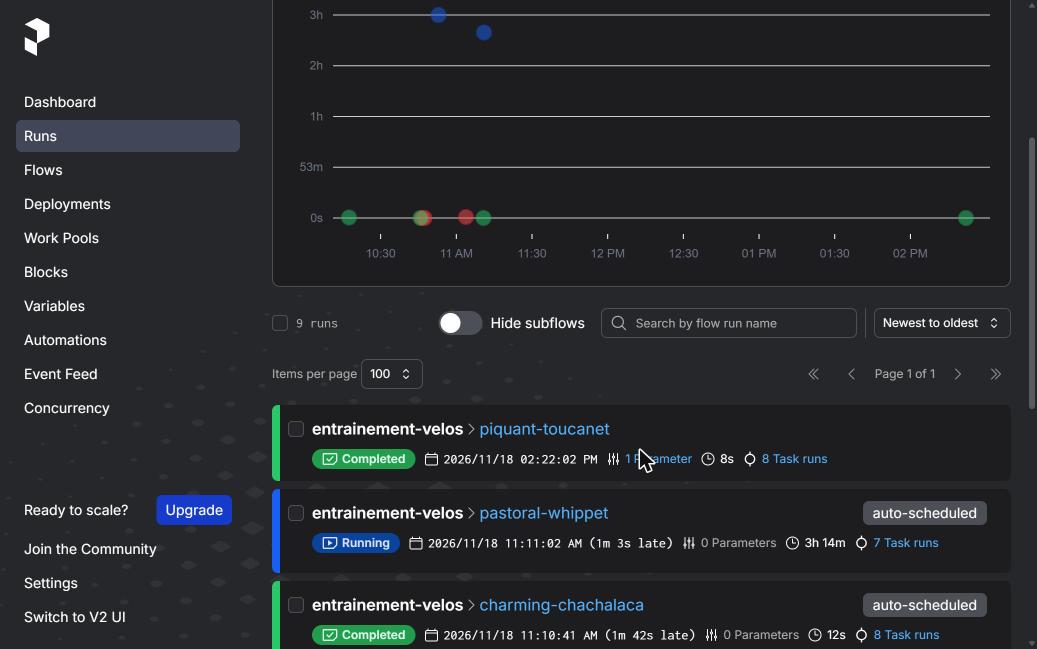 3h
2h
1h
53m
0s
10:30 11 AM 11:30 12 PM 12:30 01 PM 01:30 02 PM
Dashboard
Runs
Flows
Deployments
Work Pools
Blocks
Variables
Automations
Event Feed
Concurrency
Ready to scale? Upgrade
Join the Community
Settings
Switch to V2 UI
9 runs Hide subflows Search by flow run name Newest to oldest
Items per page 100 Page 1 of 1
entrainement-velos piquant-toucanet
Completed 2026/11/18 02:22:02 PM 1 8s 8 Task runs
entrainement-velos pastoral-whippet auto-scheduled
Running 2026/11/18 11:11:02 AM (1m 3s late) 0 Parameters 3h 14m 7 Task runs
entrainement-velos charming-chachalaca auto-scheduled
Completed 2026/11/18 11:10:41 AM (1m 42s late) 0 Parameters 12s 8 Task runs